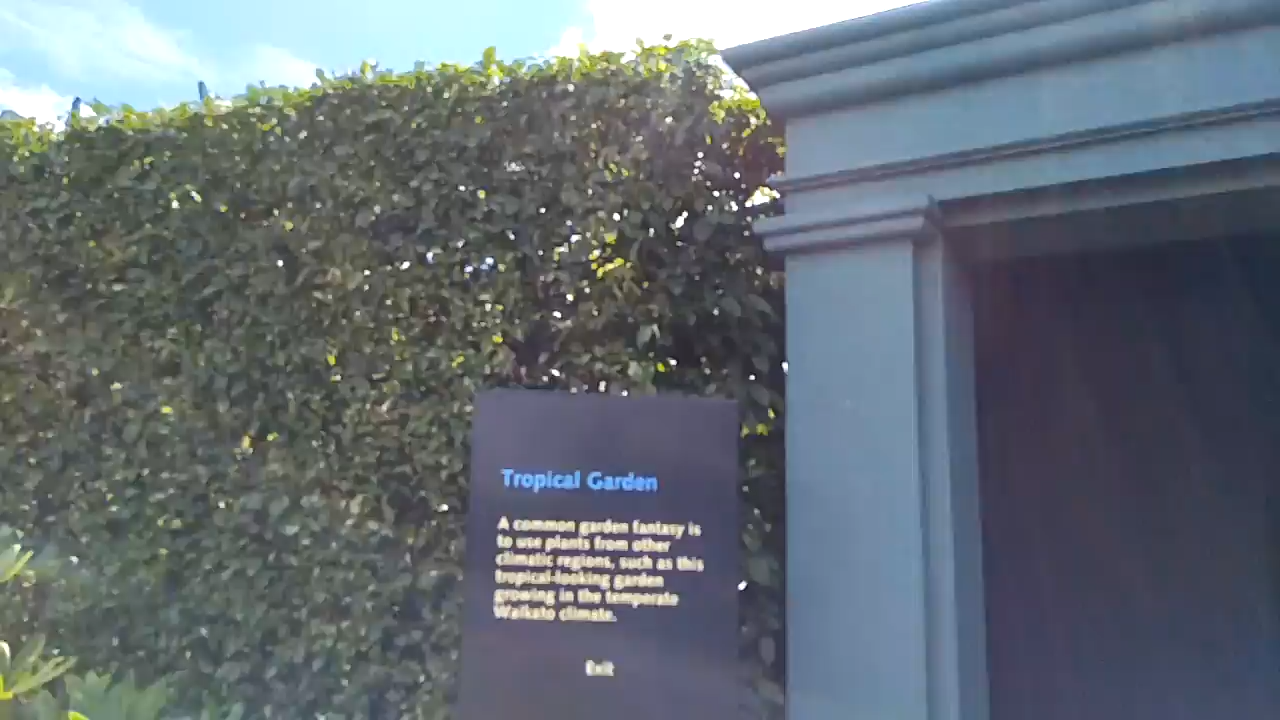 Tropical Garden
A common garden fantasy is
to use plants from other
climatic regions, such as this
tropical-looking garden
growing in the temperate
Waikato climate.
Exit